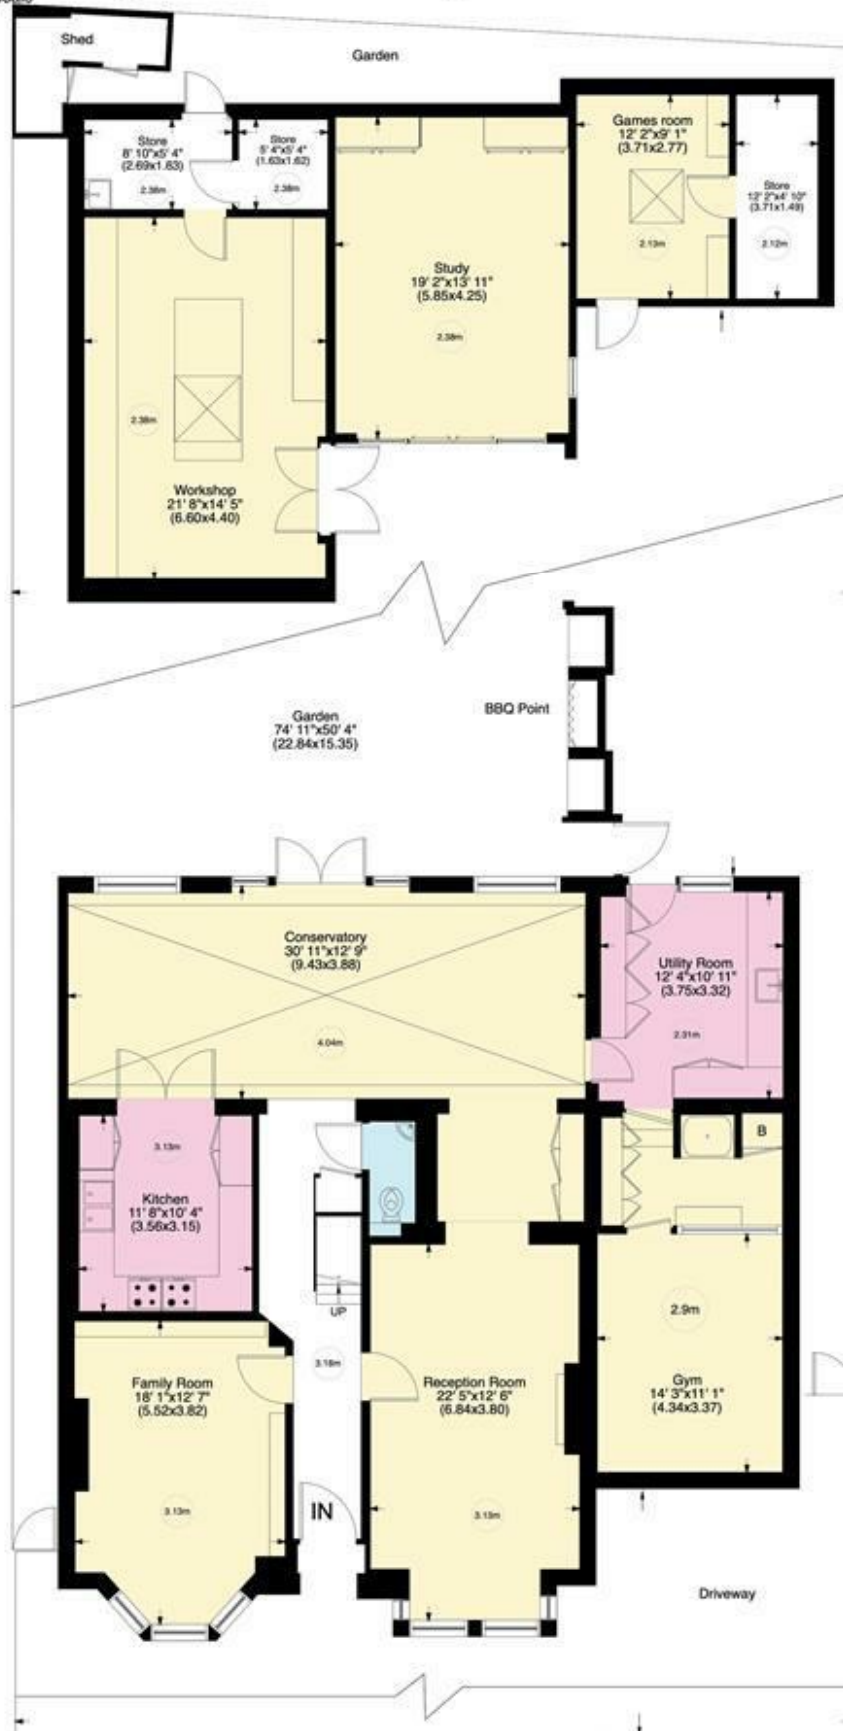 Shed
Garden
Store
8' 10"x5' 4"
(2.69x1.63)
2.38m
Store
5' 4"x5' 4"
(1.63x1.62)
2.38m
Games room
12' 2"x9' 1"
(3.71x2.77)
2.13m
Store
12' 2"x4' 10"
(3.71x1.49)
2.12m
Study
19' 2"x13' 11"
(5.85x4.25)
2.38m
2.38m
Workshop
21' 8"x14' 5"
(6.60x4.40)
Garden
74' 11"x50' 4"
(22.84x15.35)
BBQ Point
Conservatory
30' 11"x12' 9"
(9.43x3.88)
4.04m
Utility Room
12' 4"x10' 11"
(3.75x3.32)
2.31m
3.13m
Kitchen
11' 8"x10' 4"
(3.56x3.15)
B
UP
2.9m
3.16m
Family Room
18' 1"x12' 7"
(5.52x3.82)
3.13m
Reception Room
22' 5"x12' 6"
(6.84x3.80)
3.13m
Gym
14' 3"x11' 1"
(4.34x3.37)
IN
Driveway